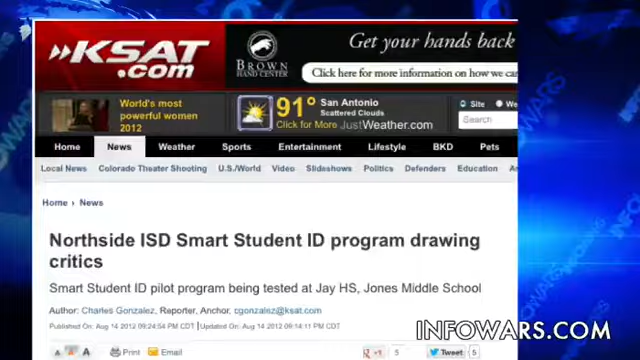 KSAT
.com
BROWN
HAND CENTER
Get your hands back
Click here for more information on how we ca
World's most
powerful women
2012
91° San Antonio
Scattered Clouds
Click for More JustWeather.com
Site We
Search
Home News Weather Sports Entertainment Lifestyle BKD Pets
Local News Colorado Theater Shooting U.S./World Video Slideshows Politics Defenders Education
Home › News
Northside ISD Smart Student ID program drawing
critics
Smart Student ID pilot program being tested at Jay HS, Jones Middle School
Author: Charles Gonzalez, Reporter, Anchor, cgonzalez@ksat.com
Published On: Aug 14 2012 09:24:54 PM CDT | Updated On: Aug 14 2012 09:14:11 PM CDT
A A A Print Email +1 5 Tweet 5
INFOWARS.COM